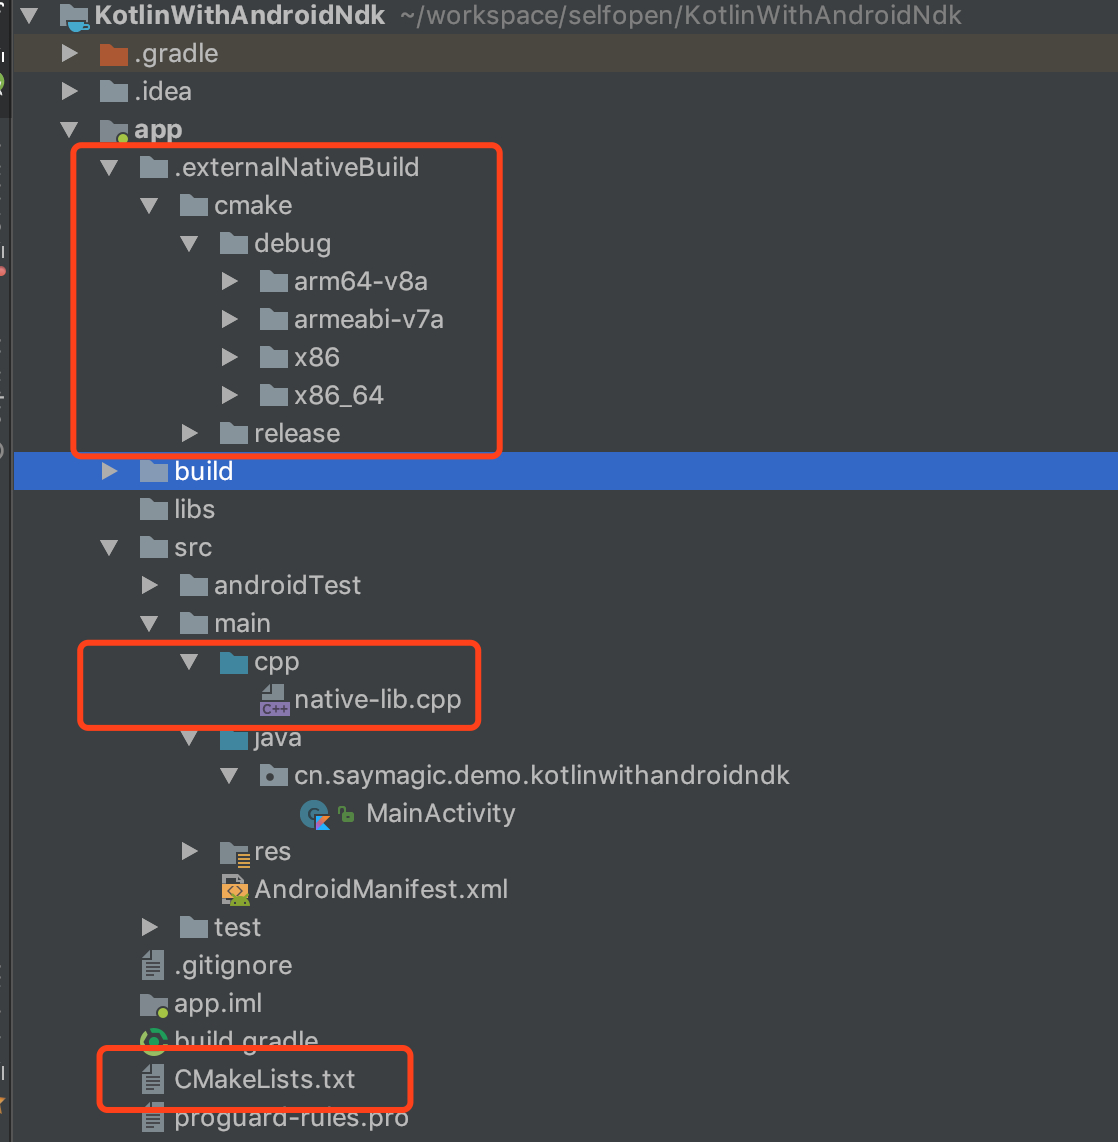 KotlinWithAndroidNdk ~/workspace/selfopen/KotlinWithAndroidNdk
.gradle
.idea
app
.externalNativeBuild
cmake
debug
arm64-v8a
armeabi-v7a
x86
x86_64
release
build
libs
src
androidTest
main
cpp
C++ native-lib.cpp
java
cn.saymagic.demo.kotlinwithandroidndk
MainActivity
res
AndroidManifest.xml
test
.gitignore
app.iml
build.gradle
CMakeLists.txt
proguard-rules.pro